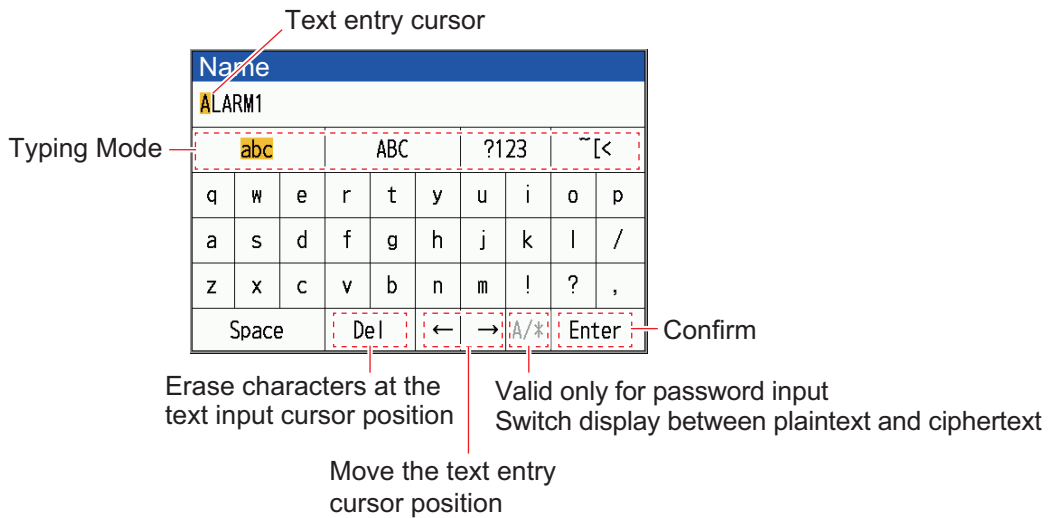 Text entry cursor
Name
ALARM1
Typing Mode
abc ABC ?123 ~[<
q w e r t y u i o p
a s d f g h j k l /
z x c v b n m ! ? ,
Space Del ← → A/* Enter
Confirm
Erase characters at the
text input cursor position
Valid only for password input
Switch display between plaintext and ciphertext
Move the text entry
cursor position